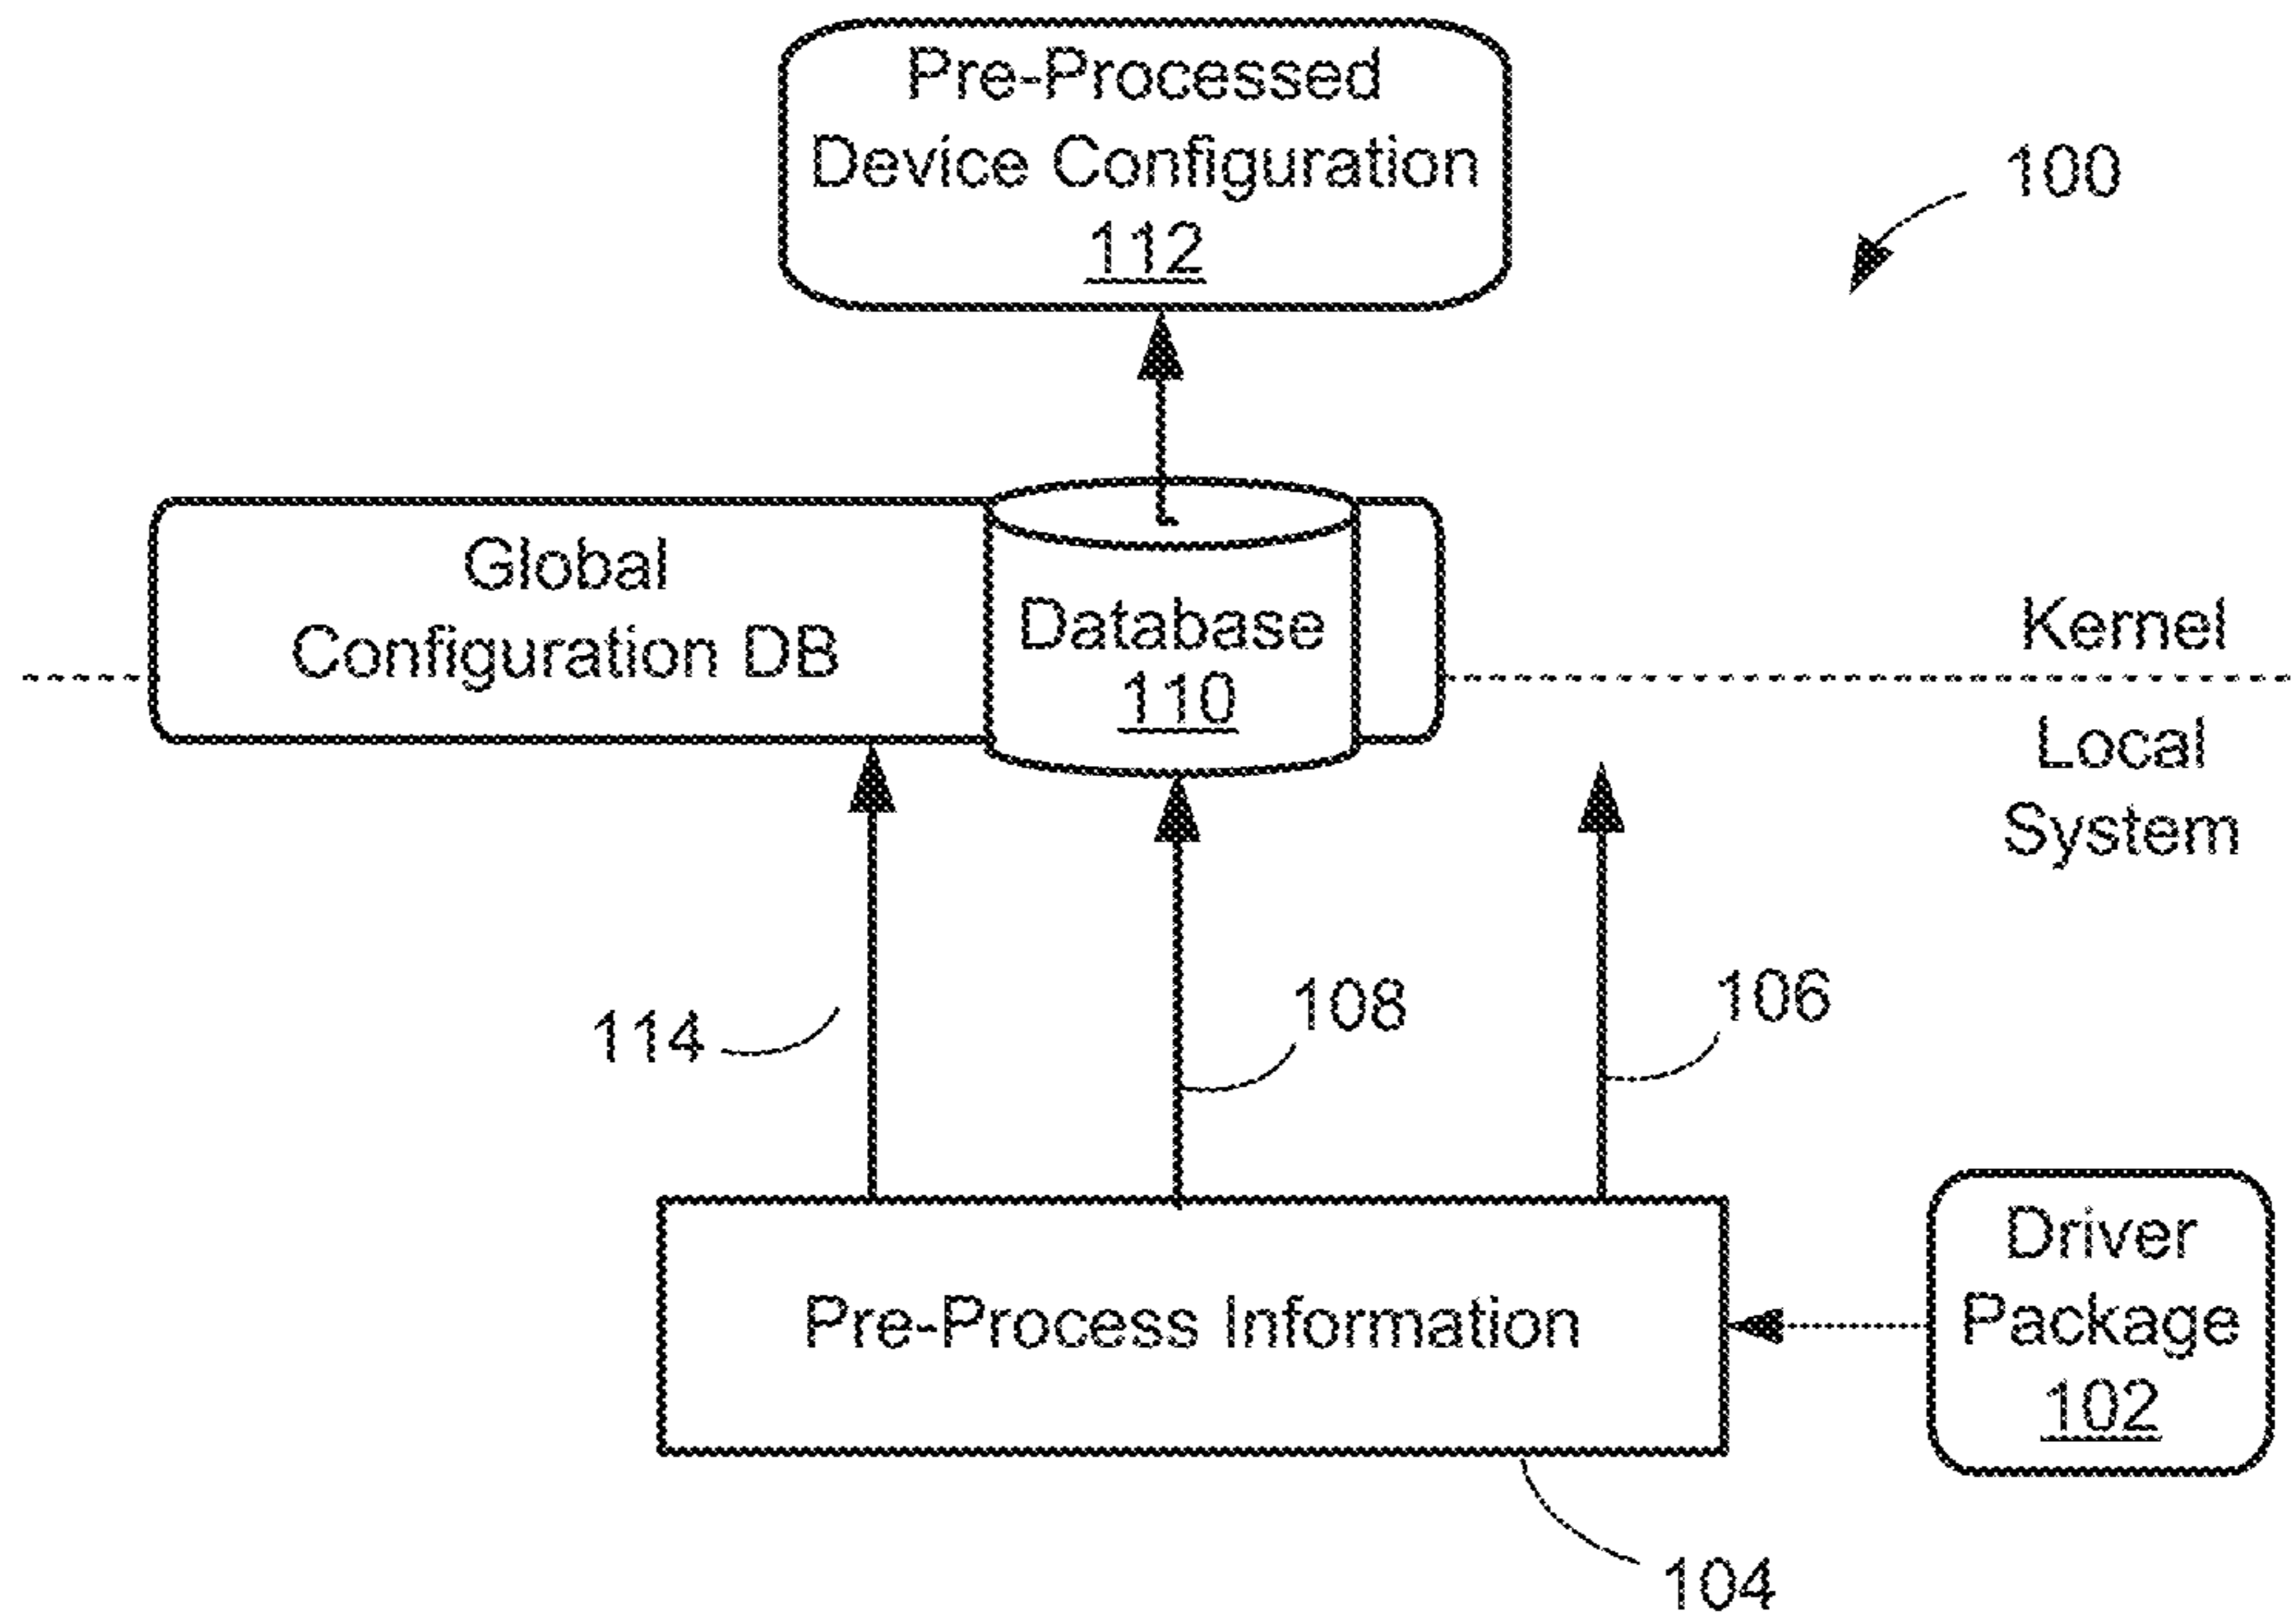 Pre-Processed
Device Configuration
112
100
Global
Configuration DB
Database
110
Kernel
Local
System
114
108
106
Pre-Process Information
Driver
Package
102
104